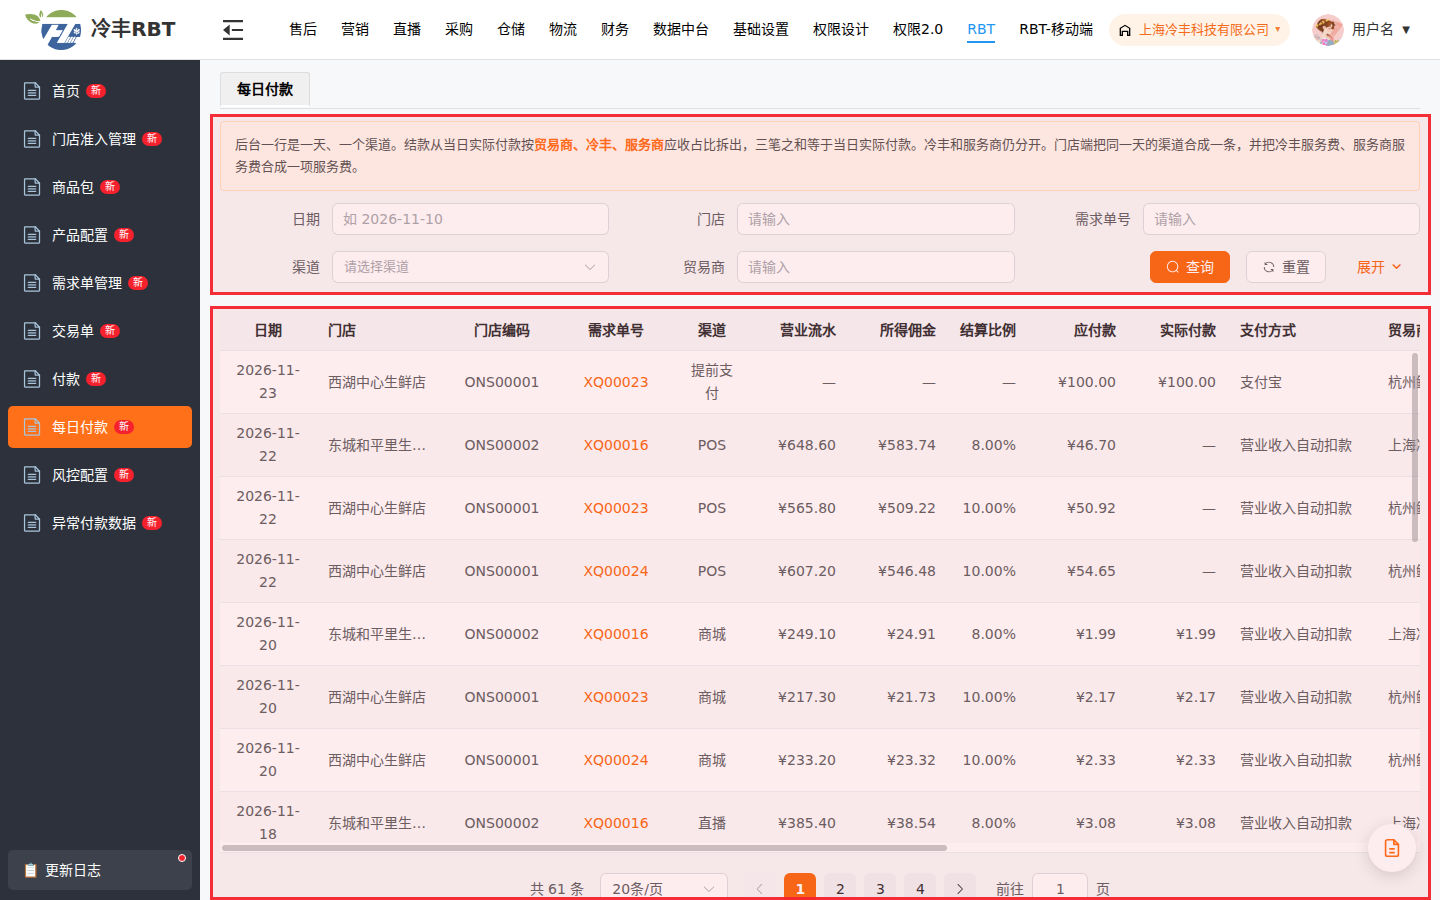 冷丰RBT
售后 营销 直播 采购 仓储 物流 财务 数据中台 基础设置 权限设计 权限2.0 RBT RBT-移动端
上海冷丰科技有限公司
用户名
首页 新
门店准入管理 新
商品包 新
产品配置 新
需求单管理 新
交易单 新
付款 新
每日付款 新
风控配置 新
异常付款数据 新
更新日志
每日付款
后台一行是一天、一个渠道。结款从当日实际付款按贸易商、冷丰、服务商应收占比拆出，三笔之和等于当日实际付款。冷丰和服务商仍分开。门店端把同一天的渠道合成一条，并把冷丰服务费、服务商服
务费合成一项服务费。
日期 如 2026-11-10 门店 请输入 需求单号 请输入
渠道 请选择渠道 贸易商 请输入 查询 重置 展开
日期 门店 门店编码 需求单号 渠道 营业流水 所得佣金 结算比例 应付款 实际付款 支付方式 贸易
2026-11-23 西湖中心生鲜店 ONS00001 XQ00023 提前支付 — — — ¥100.00 ¥100.00 支付宝 杭州
2026-11-22 东城和平里生... ONS00002 XQ00016 POS ¥648.60 ¥583.74 8.00% ¥46.70 — 营业收入自动扣款 上海
2026-11-22 西湖中心生鲜店 ONS00001 XQ00023 POS ¥565.80 ¥509.22 10.00% ¥50.92 — 营业收入自动扣款 杭州
2026-11-22 西湖中心生鲜店 ONS00001 XQ00024 POS ¥607.20 ¥546.48 10.00% ¥54.65 — 营业收入自动扣款 杭州
2026-11-20 东城和平里生... ONS00002 XQ00016 商城 ¥249.10 ¥24.91 8.00% ¥1.99 ¥1.99 营业收入自动扣款 上海
2026-11-20 西湖中心生鲜店 ONS00001 XQ00023 商城 ¥217.30 ¥21.73 10.00% ¥2.17 ¥2.17 营业收入自动扣款 杭州
2026-11-20 西湖中心生鲜店 ONS00001 XQ00024 商城 ¥233.20 ¥23.32 10.00% ¥2.33 ¥2.33 营业收入自动扣款 杭州
2026-11-18 东城和平里生... ONS00002 XQ00016 直播 ¥385.40 ¥38.54 8.00% ¥3.08 ¥3.08 营业收入自动扣款 上海
共 61 条 20条/页 1 2 3 4 前往 1 页